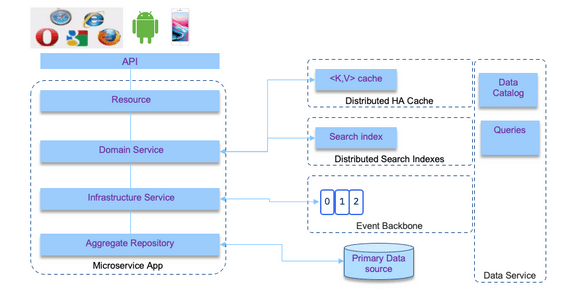 API
Resource
Domain Service
Infrastructure Service
Aggregate Repository
Microservice App
<K,V> cache
Distributed HA Cache
Search index
Distributed Search Indexes
0 1 2
Event Backbone
Primary Data
source
Data
Catalog
Queries
Data Service